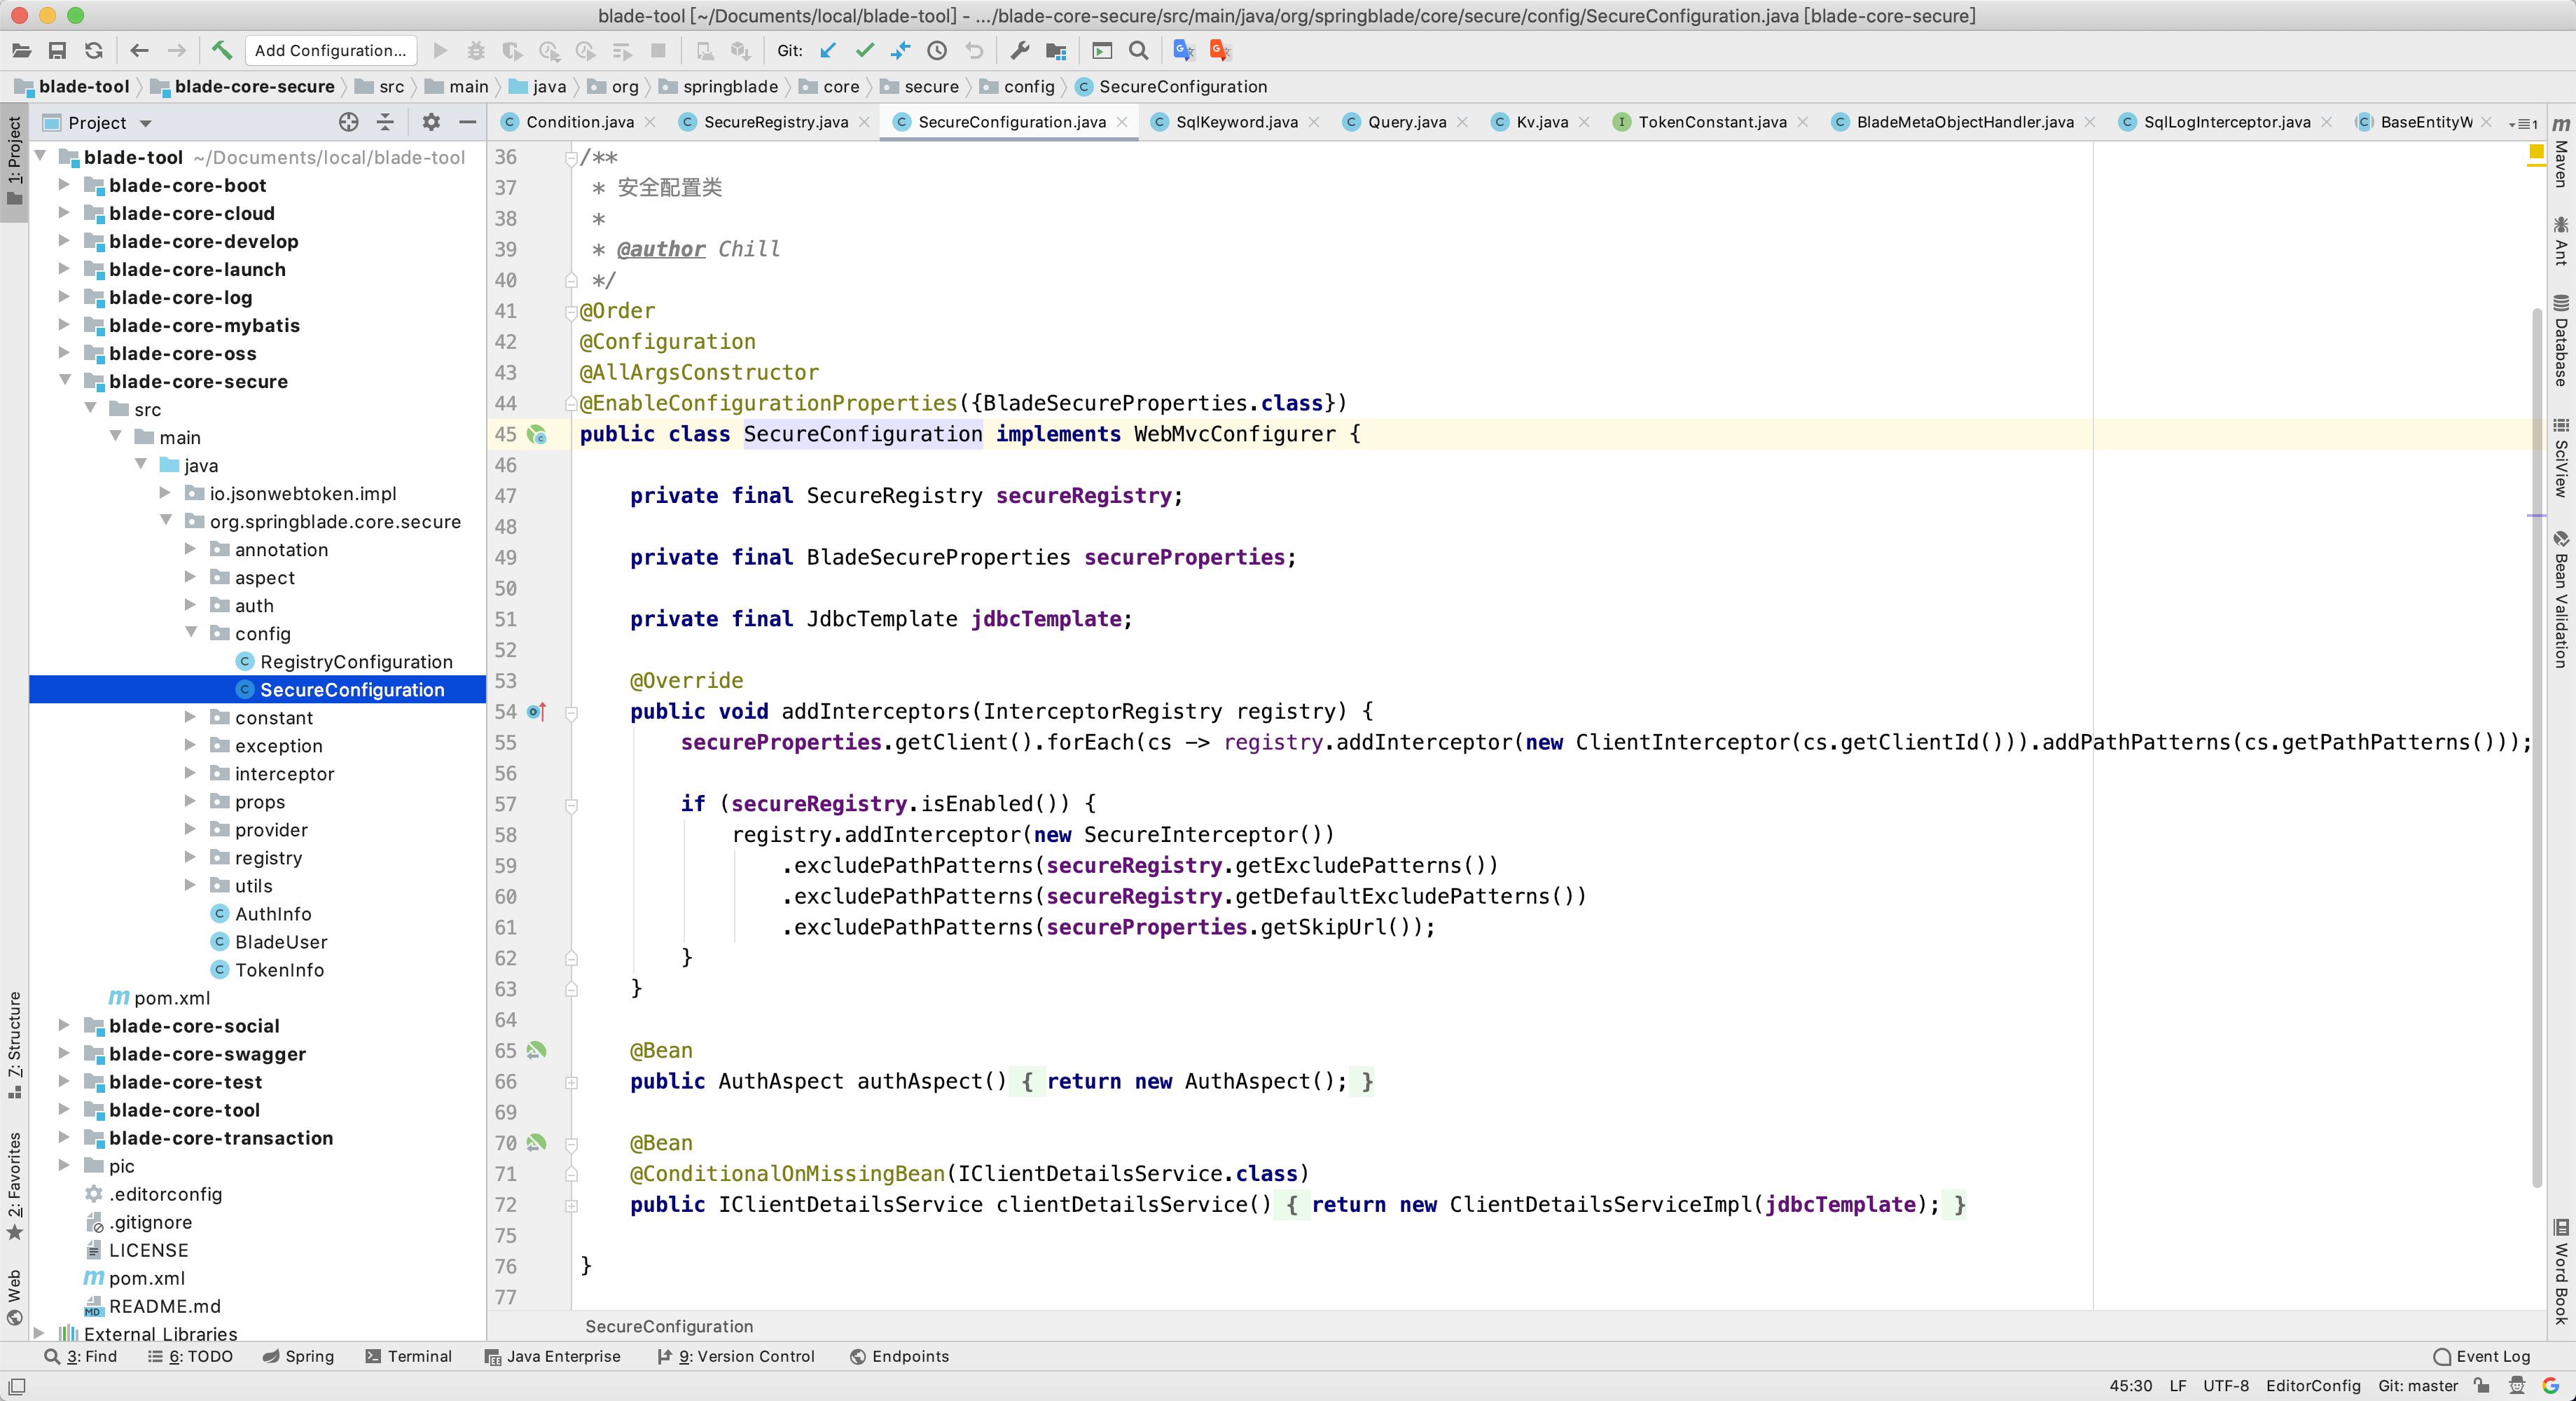 blade-tool [~/Documents/local/blade-tool] - .../blade-core-secure/src/main/java/org/springblade/core/secure/config/SecureConfiguration.java [blade-core-secure]
Add Configuration...
Git:
blade-tool blade-core-secure src main java org springblade core secure config SecureConfiguration
Project
Condition.java SecureRegistry.java SecureConfiguration.java SqlKeyword.java Query.java Kv.java TokenConstant.java BladeMetaObjectHandler.java SqlLogInterceptor.java BaseEntityW
1: Project
Z: Structure
2: Favorites
Web
blade-tool ~/Documents/local/blade-tool
blade-core-boot
blade-core-cloud
blade-core-develop
blade-core-launch
blade-core-log
blade-core-mybatis
blade-core-oss
blade-core-secure
src
main
java
io.jsonwebtoken.impl
org.springblade.core.secure
annotation
aspect
auth
config
RegistryConfiguration
SecureConfiguration
constant
exception
interceptor
props
provider
registry
utils
AuthInfo
BladeUser
TokenInfo
pom.xml
blade-core-social
blade-core-swagger
blade-core-test
blade-core-tool
blade-core-transaction
pic
.editorconfig
.gitignore
LICENSE
pom.xml
README.md
External Libraries
36 /**
37 * 安全配置类
38 *
39 * @author Chill
40 */
41 @Order
42 @Configuration
43 @AllArgsConstructor
44 @EnableConfigurationProperties({BladeSecureProperties.class})
45 public class SecureConfiguration implements WebMvcConfigurer {
46
47 private final SecureRegistry secureRegistry;
48
49 private final BladeSecureProperties secureProperties;
50
51 private final JdbcTemplate jdbcTemplate;
52
53 @Override
54 public void addInterceptors(InterceptorRegistry registry) {
55 secureProperties.getClient().forEach(cs -> registry.addInterceptor(new ClientInterceptor(cs.getClientId())).addPathPatterns(cs.getPathPatterns()));
56
57 if (secureRegistry.isEnabled()) {
58 registry.addInterceptor(new SecureInterceptor())
59 .excludePathPatterns(secureRegistry.getExcludePatterns())
60 .excludePathPatterns(secureRegistry.getDefaultExcludePatterns())
61 .excludePathPatterns(secureProperties.getSkipUrl());
62 }
63 }
64
65 @Bean
66 public AuthAspect authAspect() { return new AuthAspect(); }
69
70 @Bean
71 @ConditionalOnMissingBean(IClientDetailsService.class)
72 public IClientDetailsService clientDetailsService() { return new ClientDetailsServiceImpl(jdbcTemplate); }
75
76 }
77
SecureConfiguration
Maven
Ant
Database
SciView
Bean Validation
Word Book
3: Find 6: TODO Spring Terminal Java Enterprise 9: Version Control Endpoints Event Log
45:30 LF UTF-8 EditorConfig Git: master